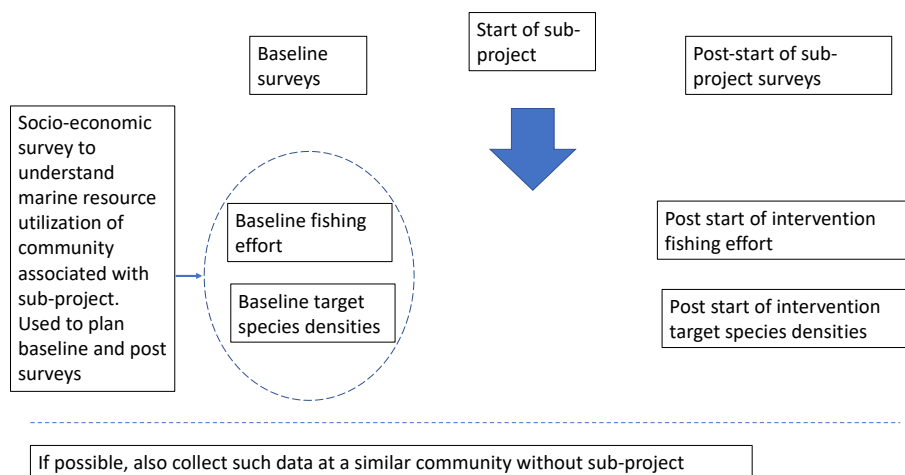 Baseline
surveys
Start of sub-
project
Post-start of sub-
project surveys
Socio-economic
survey to
understand
marine resource
utilization of
community
associated with
sub-project.
Used to plan
baseline and post
surveys
Baseline fishing
effort
Baseline target
species densities
Post start of intervention
fishing effort
Post start of intervention
target species densities
If possible, also collect such data at a similar community without sub-project